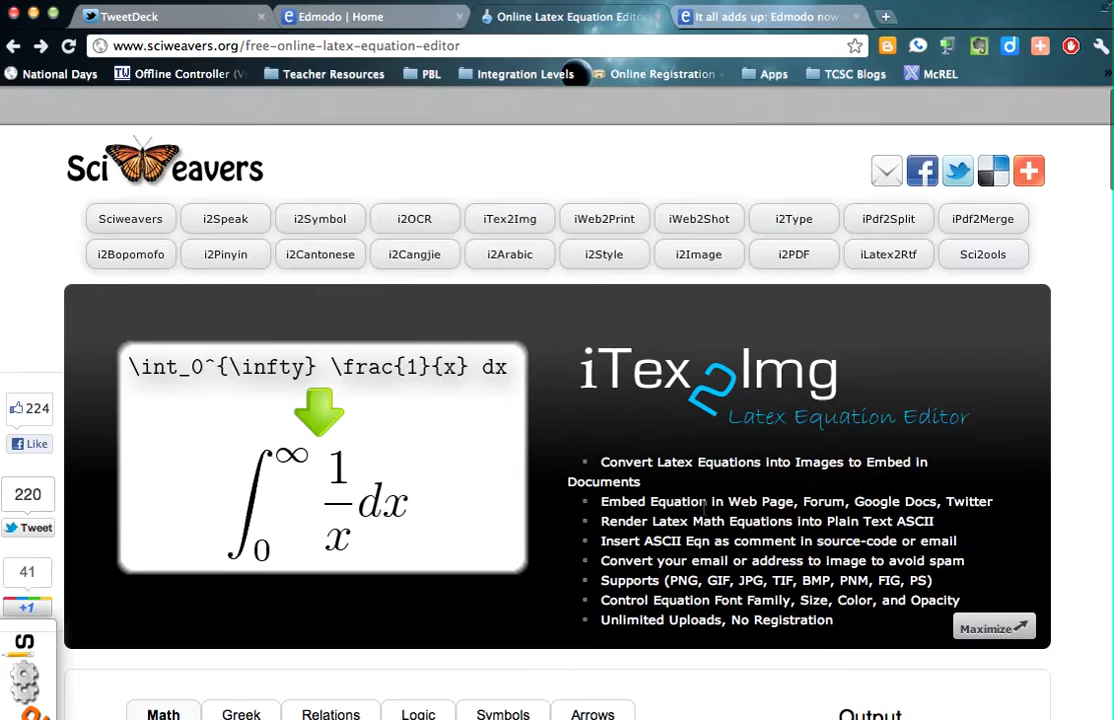 TweetDeck
Edmodo | Home
Online Latex Equation Editor
It all adds up: Edmodo now
www.sciweavers.org/free-online-latex-equation-editor
National Days
Offline Controller (V
Teacher Resources
PBL
Integration Levels
Online Registration
Apps
TCSC Blogs
McREL
Sci eavers
Sciweavers
i2Speak
i2Symbol
i2OCR
iTex2Img
iWeb2Print
iWeb2Shot
i2Type
iPdf2Split
iPdf2Merge
i2Bopomofo
i2Pinyin
i2Cantonese
i2Cangjie
i2Arabic
i2Style
i2Image
i2PDF
iLatex2Rtf
Sci2ools
\int_0^{\infty} \frac{1}{x} dx
∫₀^∞ 1/x dx
iTex2Img
Latex Equation Editor
Convert Latex Equations into Images to Embed in
Documents
Embed Equation in Web Page, Forum, Google Docs, Twitter
Render Latex Math Equations into Plain Text ASCII
Insert ASCII Eqn as comment in source-code or email
Convert your email or address to image to avoid spam
Supports (PNG, GIF, JPG, TIF, BMP, PNM, FIG, PS)
Control Equation Font Family, Size, Color, and Opacity
Unlimited Uploads, No Registration
Maximize
224
Like
220
Tweet
41
+1
S
Math
Greek
Relations
Logic
Symbols
Arrows
Output